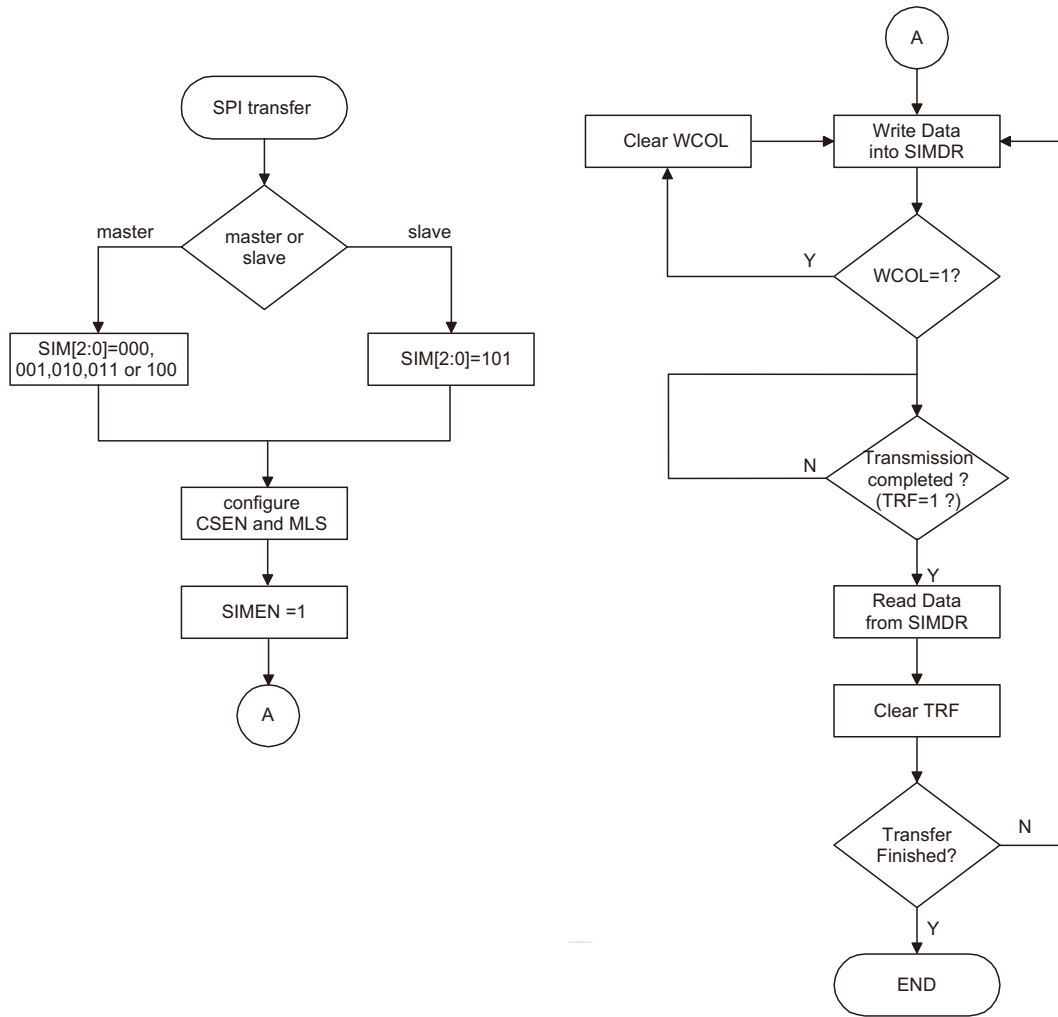 SPI transfer
master or
slave
master
slave
SIM[2:0]=000,
001,010,011 or 100
SIM[2:0]=101
configure
CSEN and MLS
SIMEN =1
A
A
Clear WCOL
Write Data
into SIMDR
Y
WCOL=1?
N
Transmission
completed ?
(TRF=1 ?)
Y
Read Data
from SIMDR
Clear TRF
Transfer
Finished?
N
Y
END